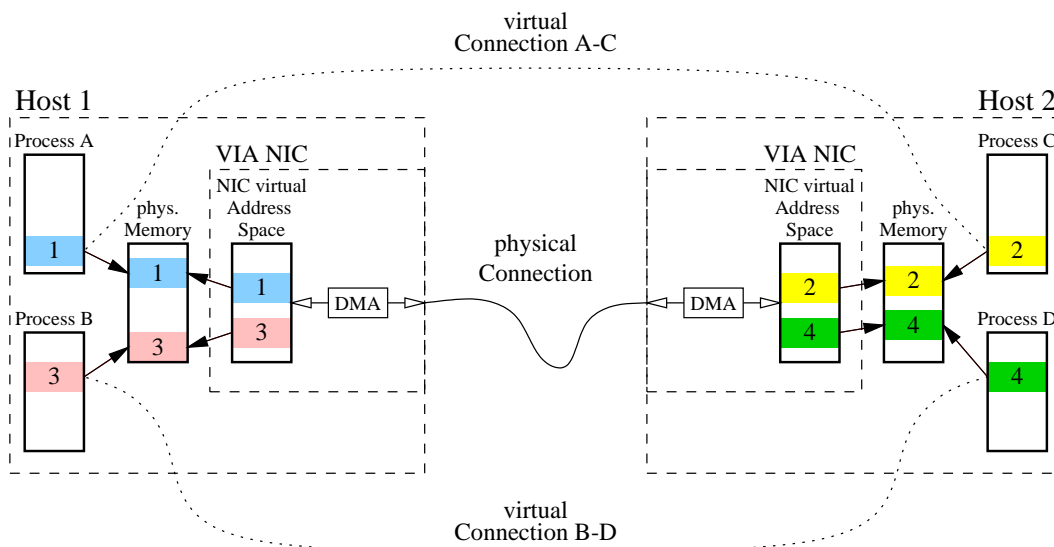 virtual
Connection A-C
Host 1
Process A
VIA NIC
NIC virtual
Address
Space
phys.
Memory
1
1
1
DMA
Process B
3
3
3
physical
Connection
Host 2
VIA NIC
Process C
NIC virtual
Address
Space
phys.
Memory
DMA
2
2
2
4
4
Process D
4
virtual
Connection B-D